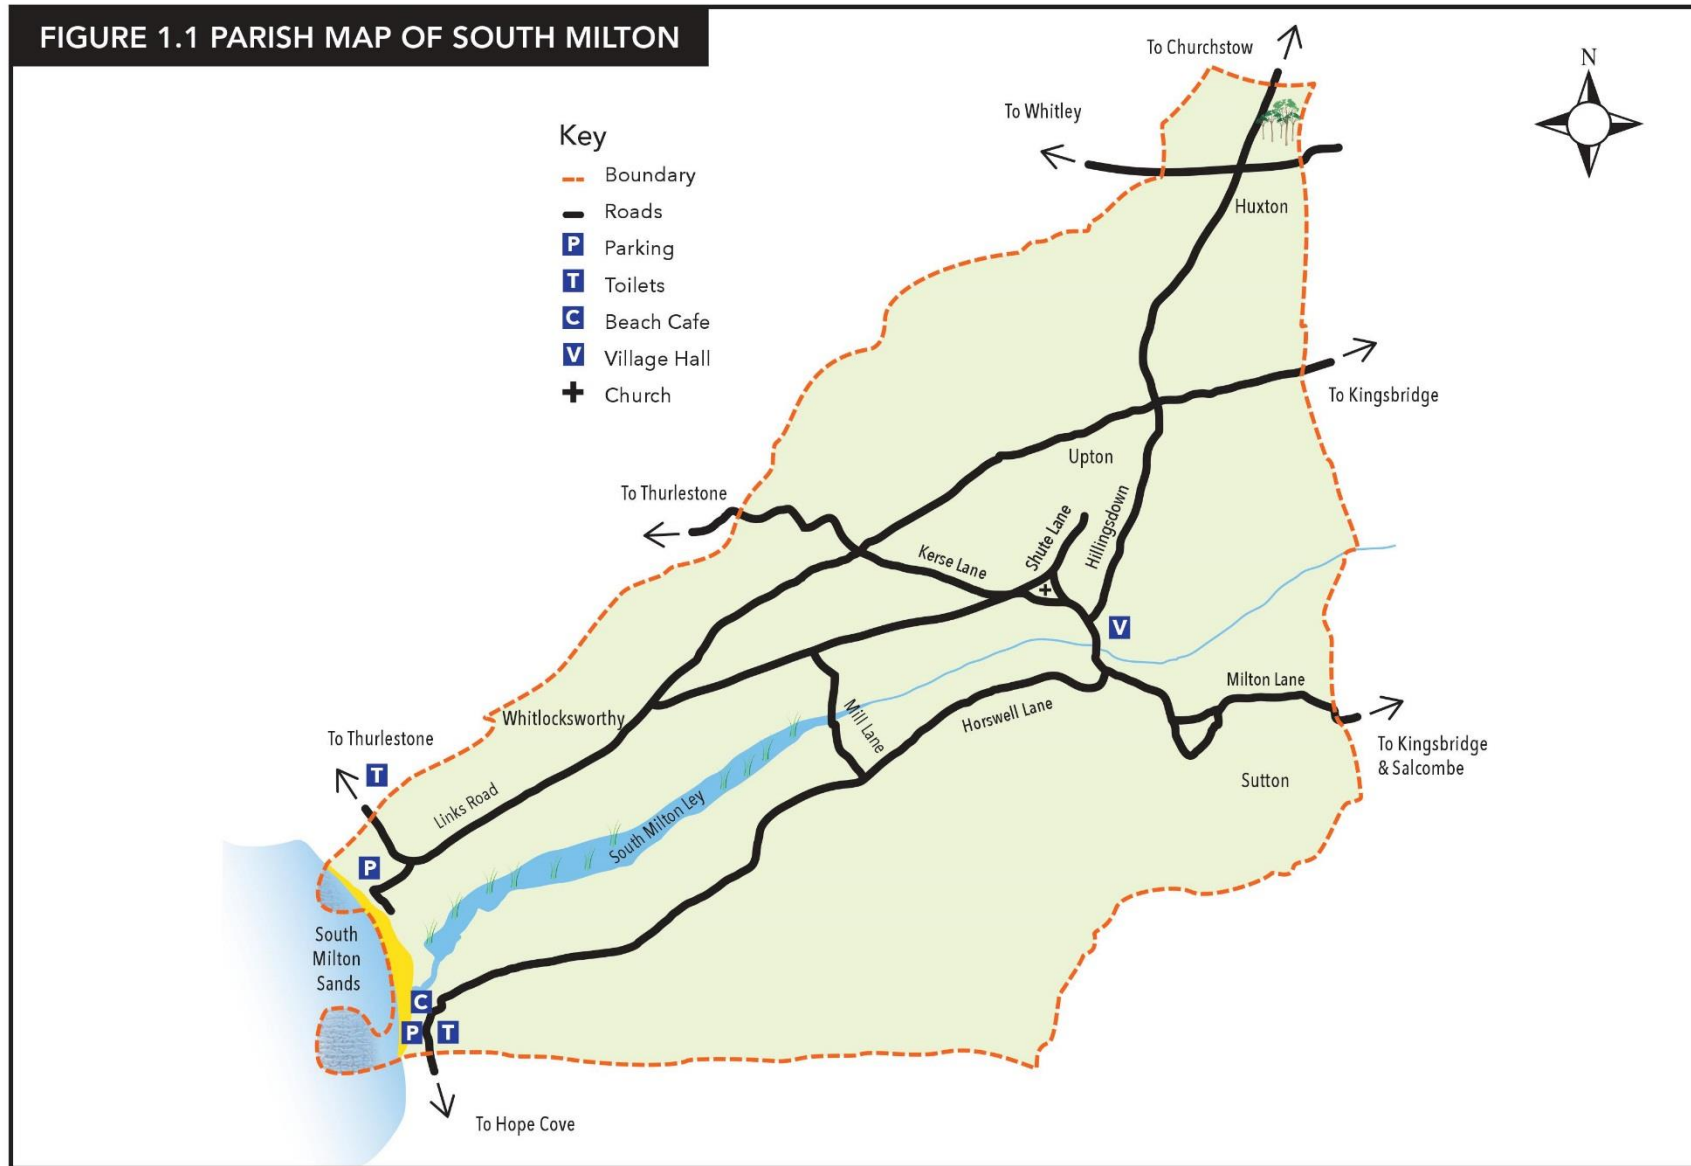 FIGURE 1.1 PARISH MAP OF SOUTH MILTON
To Churchstow
N
To Whitley
Key
Boundary
Roads
P Parking
T Toilets
C Beach Cafe
V Village Hall
Church
Huxton
To Kingsbridge
Upton
To Thurlestone
Shute Lane
Hillingsdown
Kerse Lane
V
Milton Lane
Whitlocksworthy
Mill Lane
Horswell Lane
To Kingsbridge
& Salcombe
To Thurlestone
T
Sutton
Links Road
South Milton Ley
P
South
Milton
Sands
C
P T
To Hope Cove